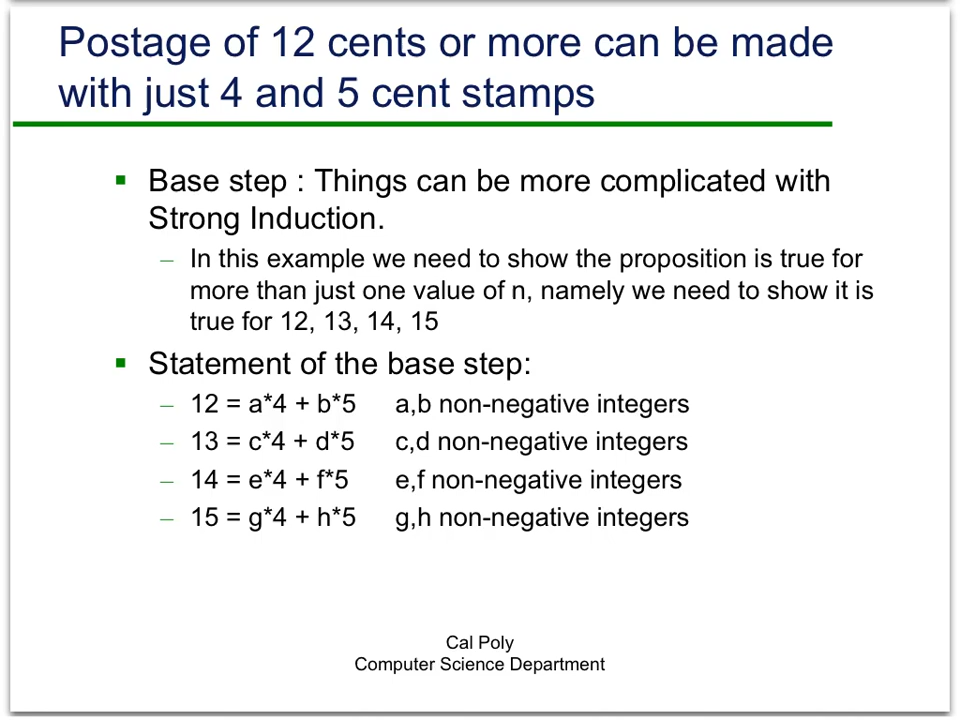 Postage of 12 cents or more can be made
with just 4 and 5 cent stamps
▪ Base step : Things can be more complicated with
Strong Induction.
– In this example we need to show the proposition is true for
more than just one value of n, namely we need to show it is
true for 12, 13, 14, 15
▪ Statement of the base step:
– 12 = a*4 + b*5 a,b non-negative integers
– 13 = c*4 + d*5 c,d non-negative integers
– 14 = e*4 + f*5 e,f non-negative integers
– 15 = g*4 + h*5 g,h non-negative integers
Cal Poly
Computer Science Department